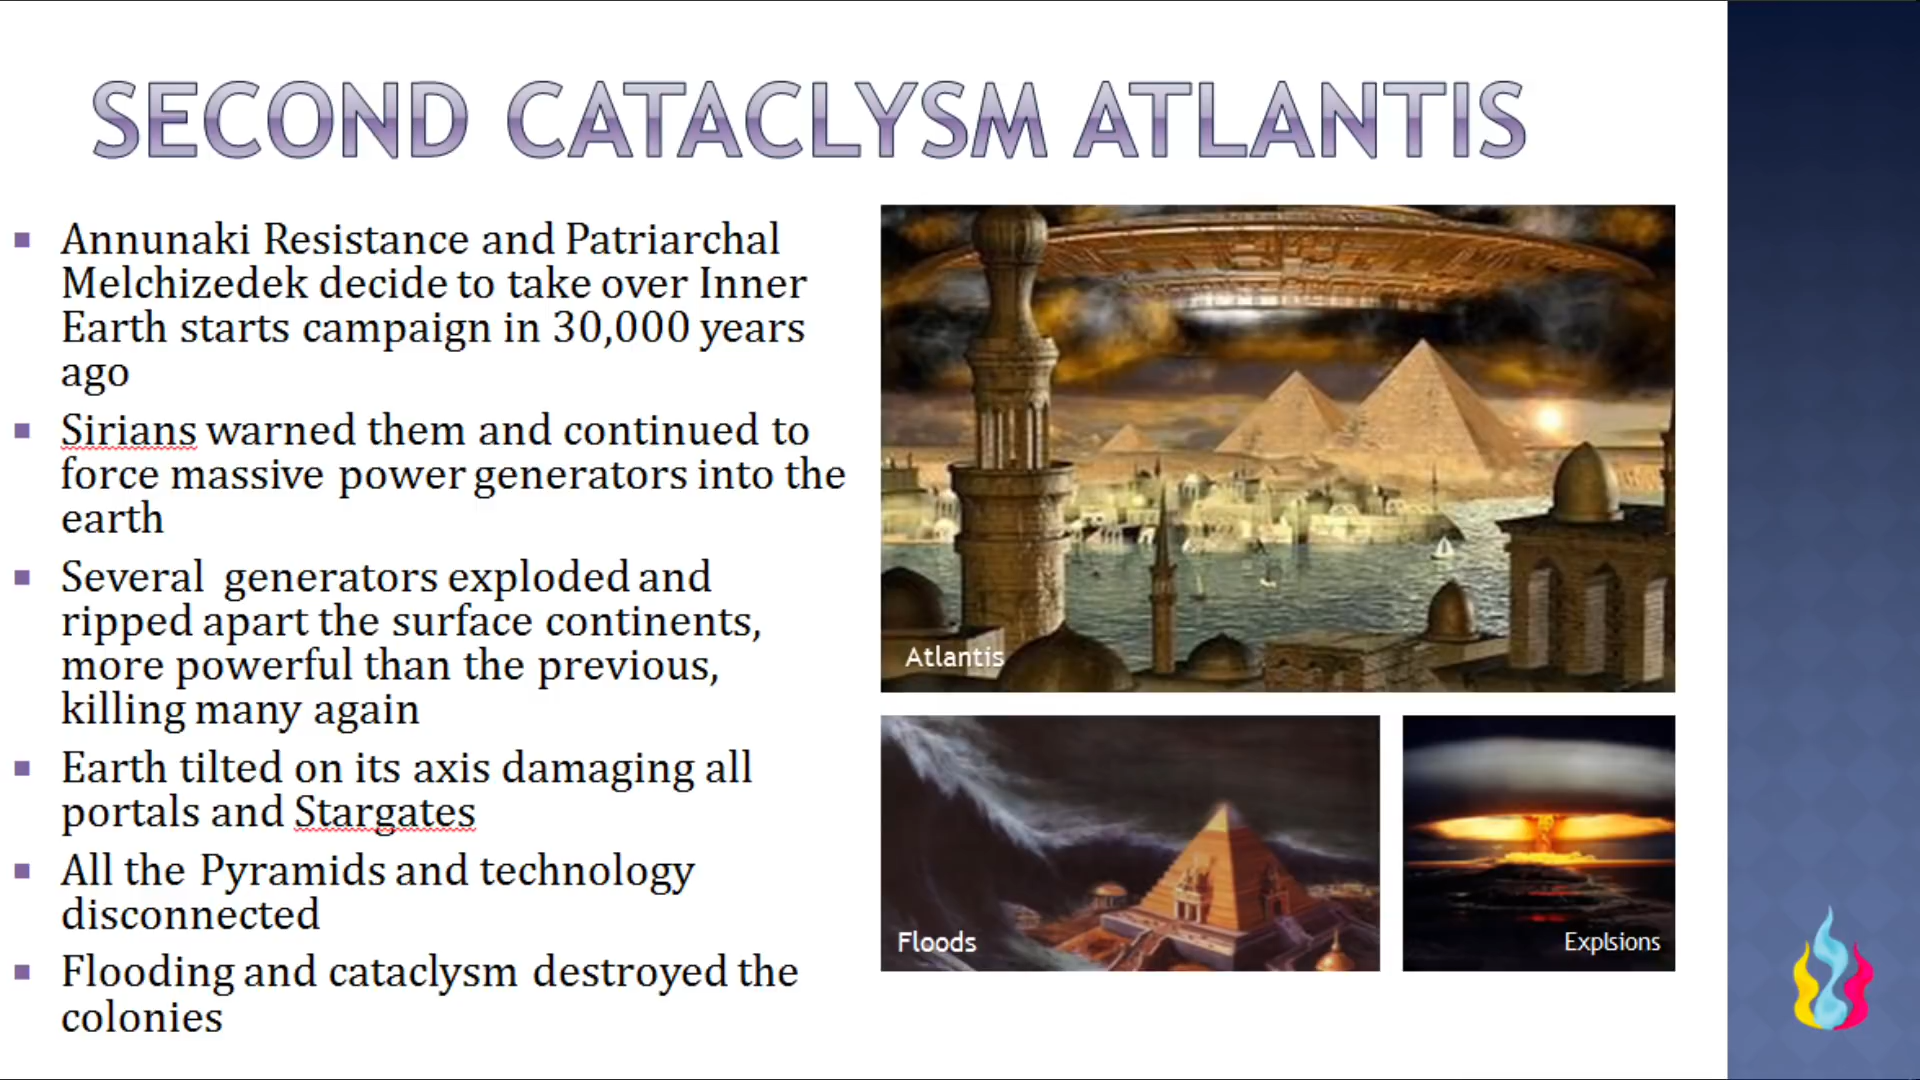 SECOND CATACLYSM ATLANTIS
Annunaki Resistance and Patriarchal
Melchizedek decide to take over Inner
Earth starts campaign in 30,000 years
ago
Sirians warned them and continued to
force massive power generators into the
earth
Several generators exploded and
ripped apart the surface continents,
more powerful than the previous,
killing many again
Earth tilted on its axis damaging all
portals and Stargates
All the Pyramids and technology
disconnected
Flooding and cataclysm destroyed the
colonies
Atlantis
Floods
Explsions